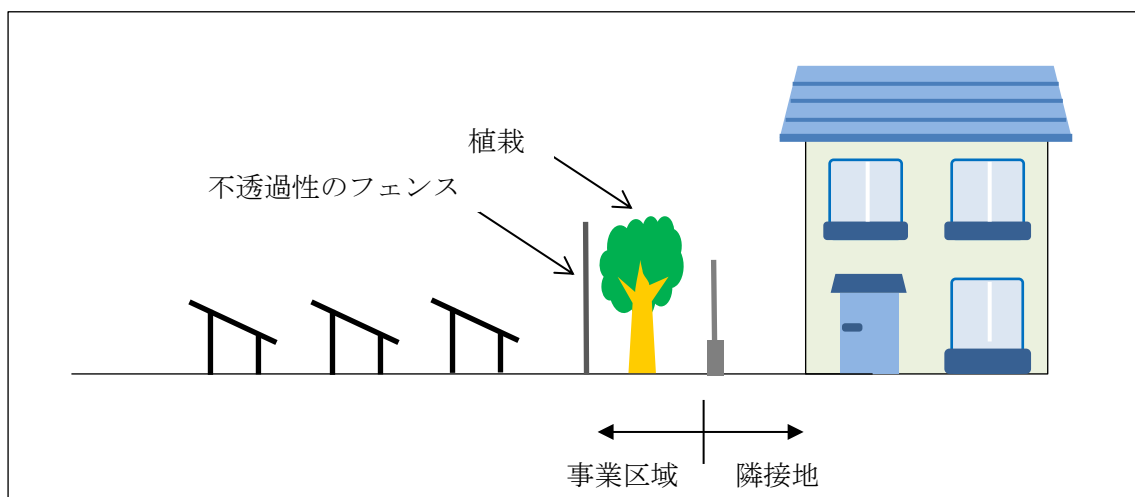 植栽
不透過性のフェンス
事業区域
隣接地